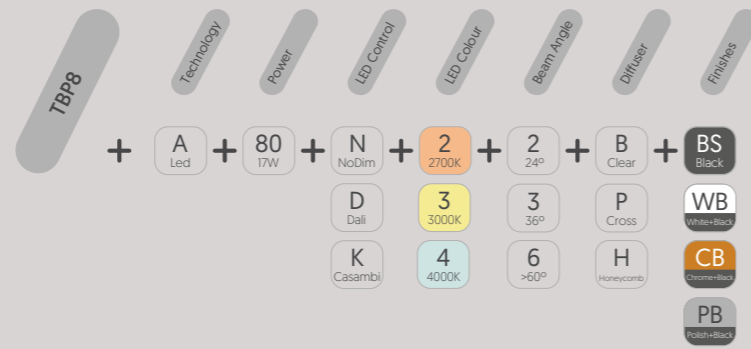 TBP8
Technology
Power
LED Control
LED Colour
Beam Angle
Diffuser
Finishes
+ A + 80 + N + 2 + 2 + B + BS
Led 17W NoDim 2700K 24º Clear Black
D 3 3 P WB
Dali 3000K 36º Cross White+Black
K 4 6 H CB
Casambi 4000K >60º Honeycomb Chrome+Black
PB
Polish+Black